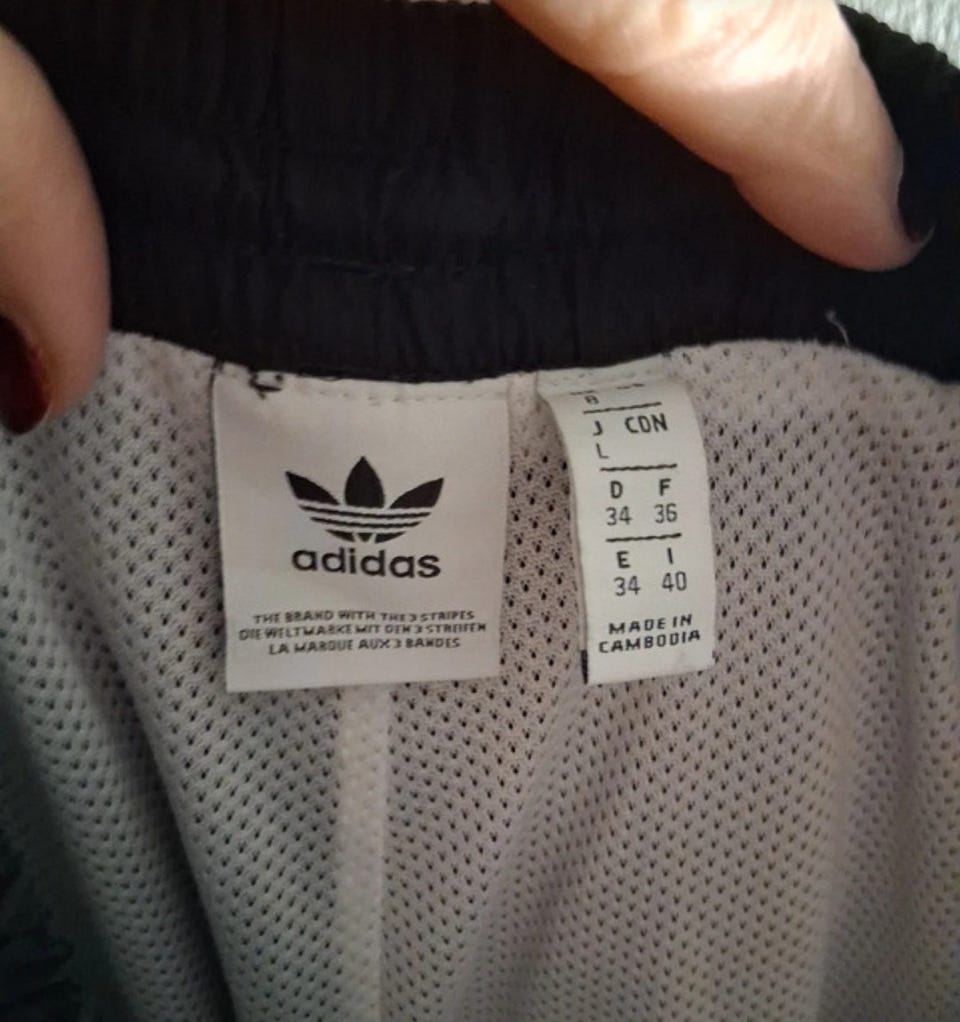 adidas
THE BRAND WITH THE 3 STRIPES
DIE WELTMARKE MIT DEN 3 STREIFEN
LA MARQUE AUX 3 BANDES
8
J CDN
L
D F
34 36
E I
34 40
MADE IN
CAMBODIA